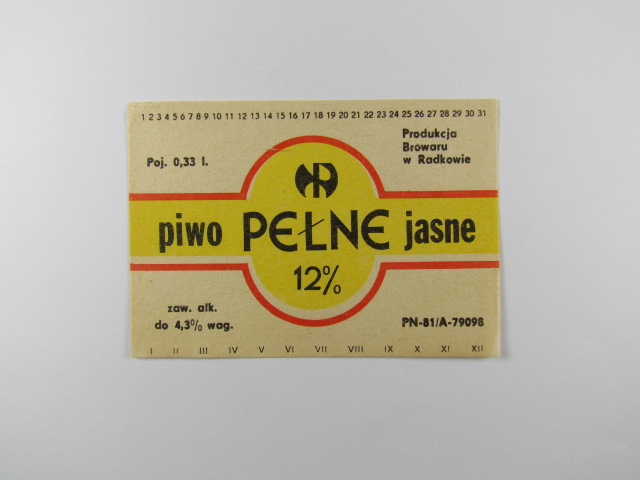 1 2 3 4 5 6 7 8 9 10 11 12 13 14 15 16 17 18 19 20 21 22 23 24 25 26 27 28 29 30 31
Poj. 0,33 l.
Produkcja
Browaru
w Radkowie
piwo PEŁNE jasne
12%
zaw. alk.
do 4,3% wag.
PN-81/A-79098
I II III IV V VI VII VIII IX X XI XII